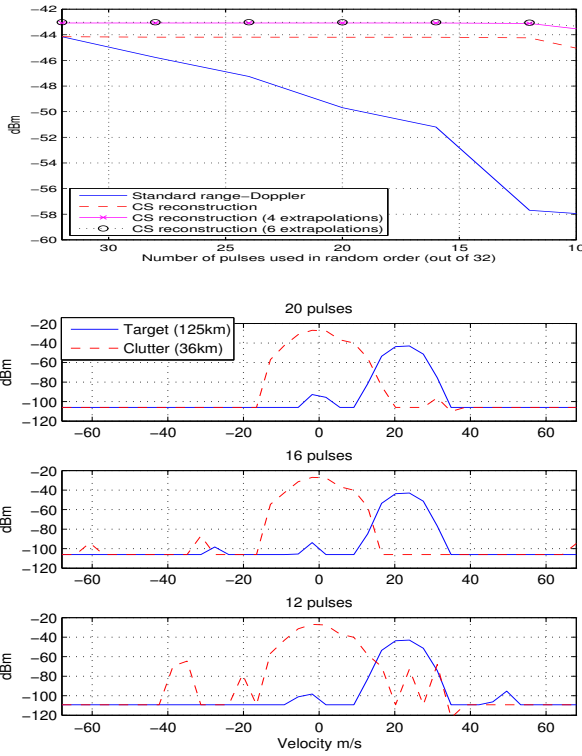 −42
−44
−46
−48
−50
−52
−54
−56
−58
−60
dBm
Standard range−Doppler
CS reconstruction
CS reconstruction (4 extrapolations)
CS reconstruction (6 extrapolations)
30 25 20 15 10
Number of pulses used in random order (out of 32)
20 pulses
Target (125km)
Clutter (36km)
−20
−40
−60
−80
−100
−120
dBm
−60 −40 −20 0 20 40 60
16 pulses
−20
−40
−60
−80
−100
−120
dBm
−60 −40 −20 0 20 40 60
12 pulses
−20
−40
−60
−80
−100
−120
dBm
−60 −40 −20 0 20 40 60
Velocity m/s